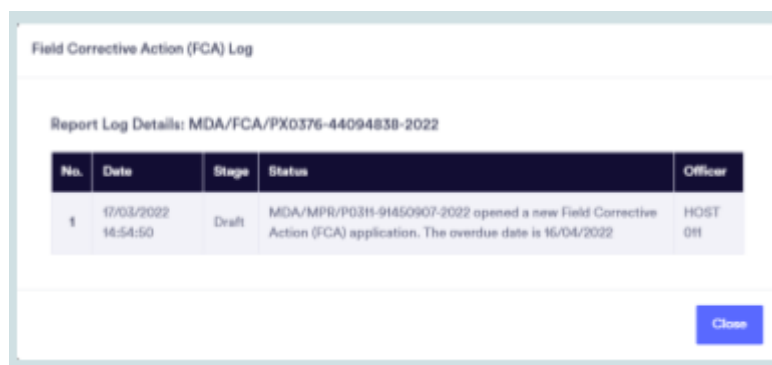 Field Corrective Action (FCA) Log
Report Log Details: MDA/FCA/PX0376-44094838-2022
No. Date Stage Status Officer
1 17/03/2022 14:54:50 Draft MDA/MPR/P0311-91450907-2022 opened a new Field Corrective Action (FCA) application. The overdue date is 16/04/2022 HOST 011
Close